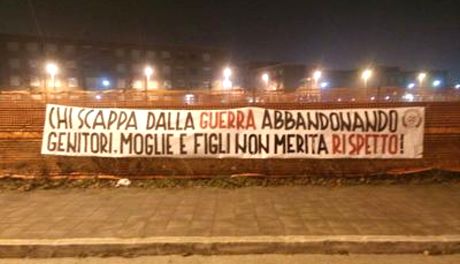 CHI SCAPPA DALLA GUERRA ABBANDONANDO
GENITORI, MOGLIE E FIGLI NON MERITA RISPETTO!